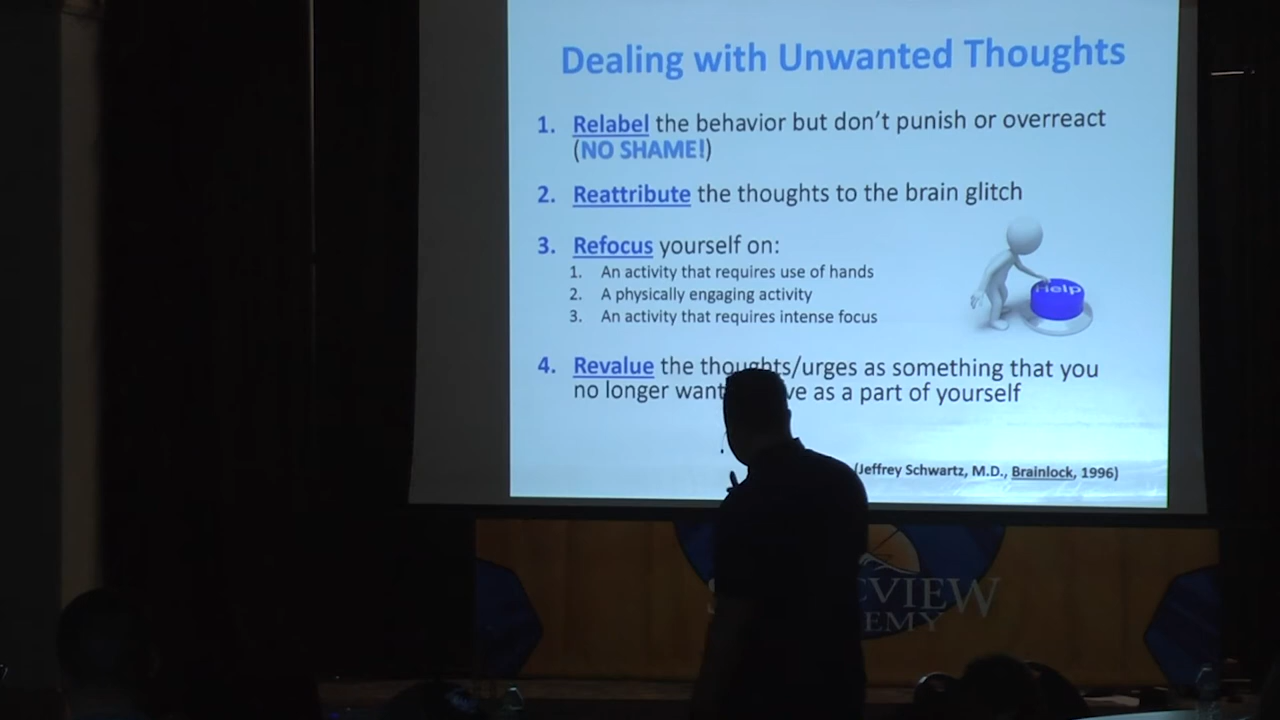 Dealing with Unwanted Thoughts
1. Relabel the behavior but don't punish or overreact
(NO SHAME!)
2. Reattribute the thoughts to the brain glitch
3. Refocus yourself on:
1. An activity that requires use of hands
2. A physically engaging activity
3. An activity that requires intense focus
Help
4. Revalue the thoughts/urges as something that you
no longer want ve as a part of yourself
(Jeffrey Schwartz, M.D., Brainlock, 1996)
VIEW
EMY